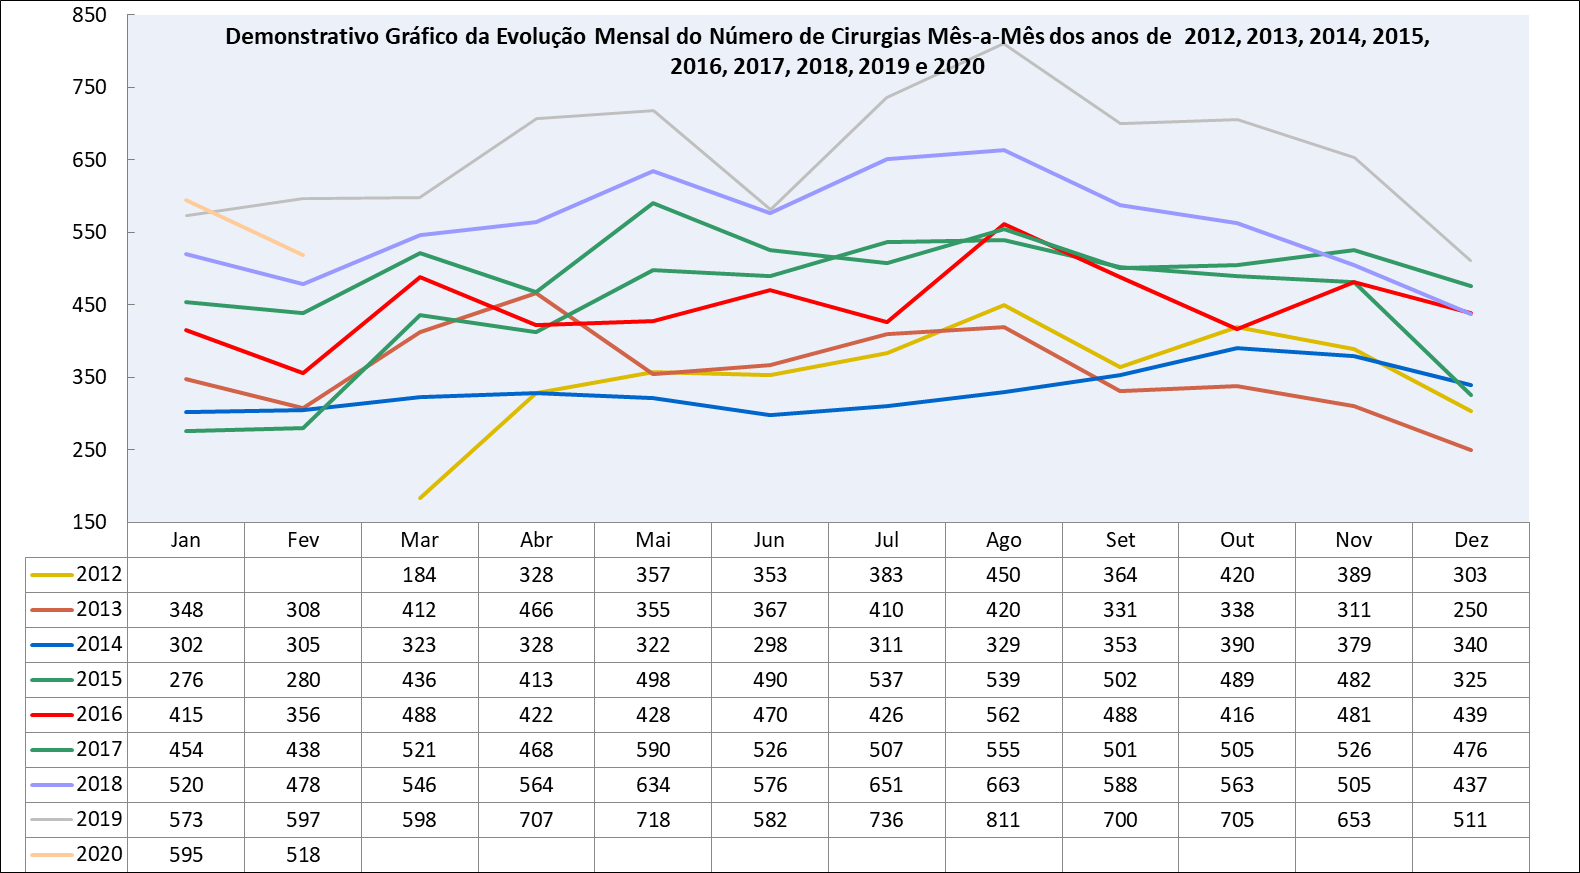 850
Demonstrativo Gráfico da Evolução Mensal do Número de Cirurgias Mês-a-Mês dos anos de 2012, 2013, 2014, 2015,
2016, 2017, 2018, 2019 e 2020
750
650
550
450
350
250
150
Jan Fev Mar Abr Mai Jun Jul Ago Set Out Nov Dez
2012 184 328 357 353 383 450 364 420 389 303
2013 348 308 412 466 355 367 410 420 331 338 311 250
2014 302 305 323 328 322 298 311 329 353 390 379 340
2015 276 280 436 413 498 490 537 539 502 489 482 325
2016 415 356 488 422 428 470 426 562 488 416 481 439
2017 454 438 521 468 590 526 507 555 501 505 526 476
2018 520 478 546 564 634 576 651 663 588 563 505 437
2019 573 597 598 707 718 582 736 811 700 705 653 511
2020 595 518